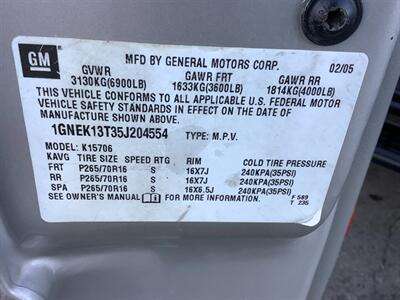 GM
MFD BY GENERAL MOTORS CORP. 02/05
GVWR GAWR FRT GAWR RR
3130KG(6900LB) 1633KG(3600LB) 1814KG(4000LB)
THIS VEHICLE CONFORMS TO ALL APPLICABLE U.S. FEDERAL MOTOR
VEHICLE SAFETY STANDARDS IN EFFECT ON THE DATE OF
MANUFACTURE SHOWN ABOVE.
1GNEK13T35J204554 TYPE: M.P.V.
MODEL: K15706
KAVG TIRE SIZE SPEED RTG RIM COLD TIRE PRESSURE
FRT P265/70R16 S 16X7J 240KPA(35PSI)
RR P265/70R16 S 16X7J 240KPA(35PSI)
SPA P265/70R16 S 16X6.5J 240KPA(35PSI)
SEE OWNER'S MANUAL FOR MORE INFORMATION. F 589
T 235